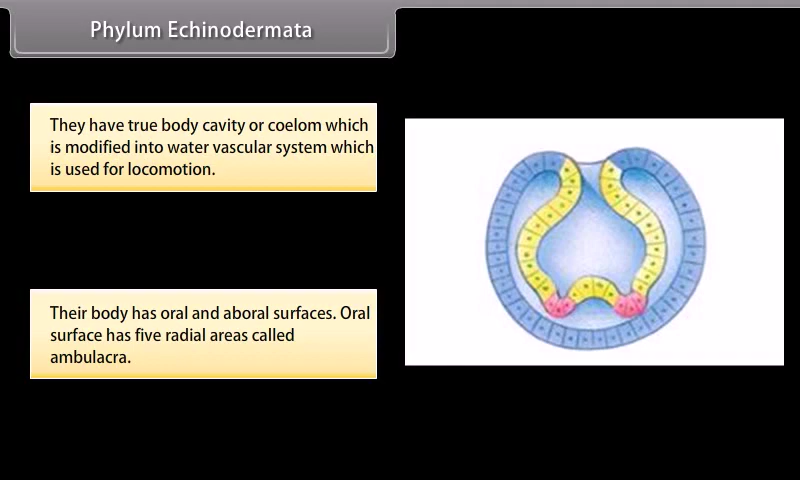 Phylum Echinodermata
They have true body cavity or coelom which
is modified into water vascular system which
is used for locomotion.
Their body has oral and aboral surfaces. Oral
surface has five radial areas called
ambulacra.